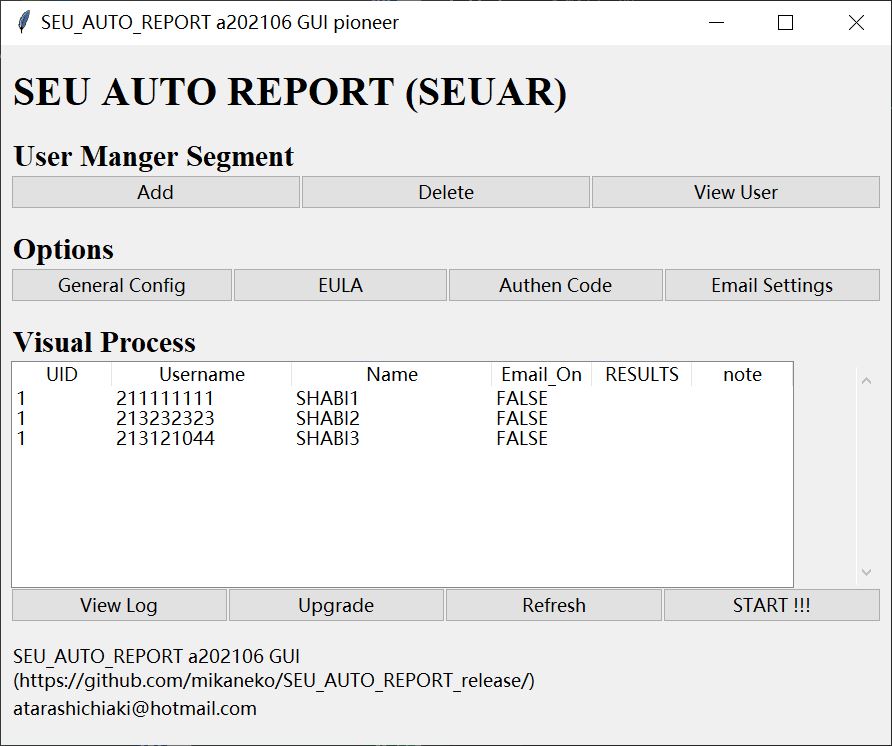 SEU_AUTO_REPORT a202106 GUI pioneer
SEU AUTO REPORT (SEUAR)
User Manger Segment
Add Delete View User
Options
General Config EULA Authen Code Email Settings
Visual Process
UID Username Name Email_On RESULTS note
1 211111111 SHABI1 FALSE
1 213232323 SHABI2 FALSE
1 213121044 SHABI3 FALSE
View Log Upgrade Refresh START !!!
SEU_AUTO_REPORT a202106 GUI
(https://github.com/mikaneko/SEU_AUTO_REPORT_release/)
atarashichiaki@hotmail.com